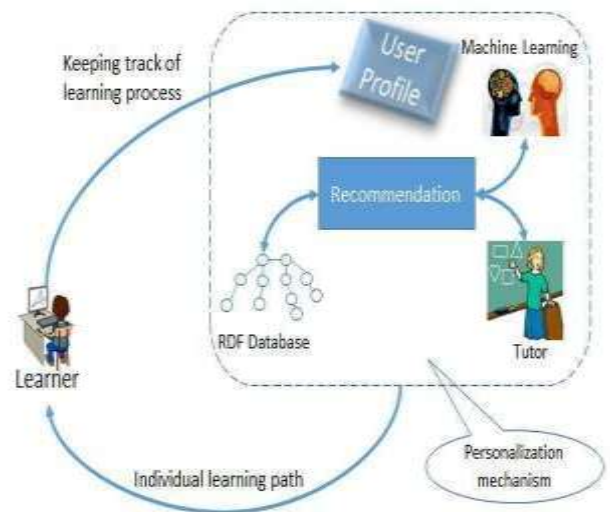 Keeping track of
learning process
User
Profile
Machine Learning
Recommendation
RDF Database
Tutor
Learner
Individual learning path
Personalization
mechanism